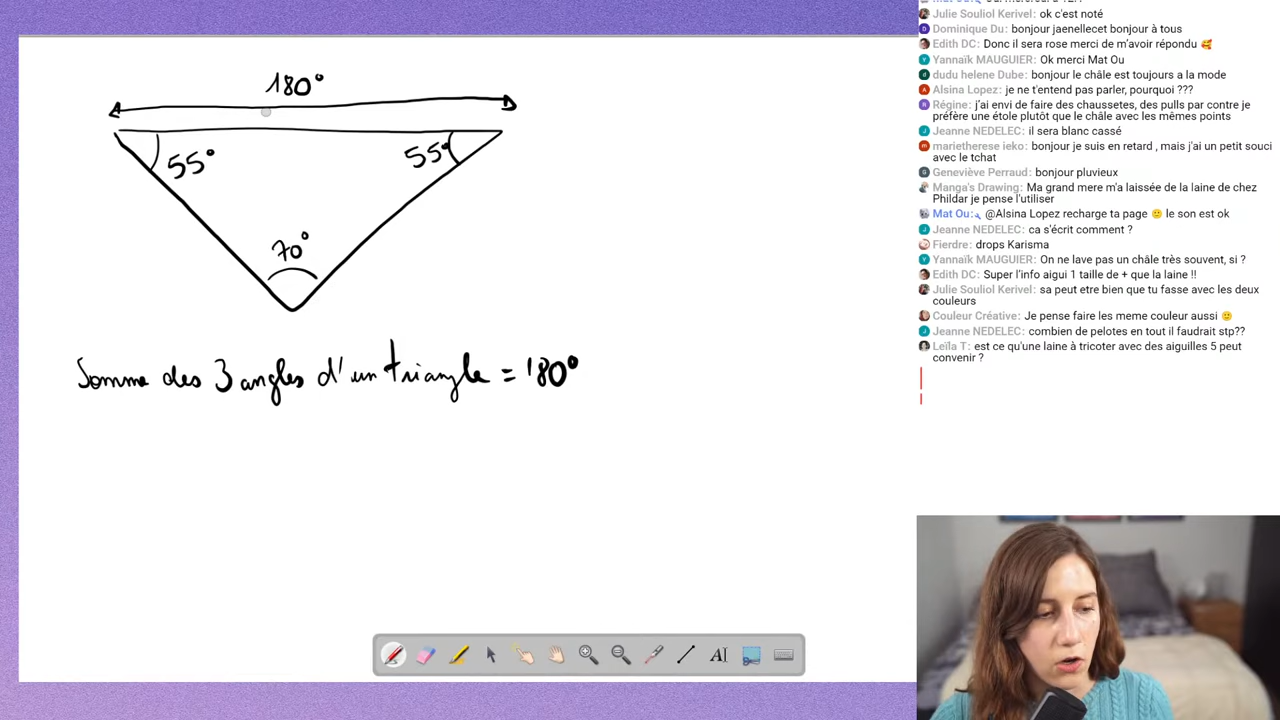 180°
55°
55°
70°
Somme des 3 angles d'un triangle = 180°
Julie Souliol Kerivel: ok c'est noté
Dominique Du: bonjour jaenellecet bonjour à tous
Edith DC: Donc il sera rose merci de m'avoir répondu 🥰
Yannaïk MAUGUIER: Ok merci Mat Ou
dudu helene Dube: bonjour le châle est toujours a la mode
Alsina Lopez: je ne t'entend pas parler, pourquoi ???
Régine: j'ai envi de faire des chaussetes, des pulls par contre je
préfère une étole plutôt que le châle avec les mêmes points
Jeanne NEDELEC: il sera blanc cassé
mariethersese ieko: bonjour je suis en retard , mais j'ai un petit souci
avec le tchat
Geneviève Perraud: bonjour pluvieux
Manga's Drawing: Ma grand mere m'a laissée de la laine de chez
Phildar je pense l'utiliser
Mat Ou: @Alsina Lopez recharge ta page 🙂 le son est ok
Jeanne NEDELEC: ca s'écrit comment ?
Fierdre: drops Karisma
Yannaïk MAUGUIER: On ne lave pas un châle très souvent, si ?
Edith DC: Super l'info aigui 1 taille de + que la laine !!
Julie Souliol Kerivel: sa peut etre bien que tu fasse avec les deux
couleurs
Couleur Créative: Je pense faire les meme couleur aussi 🙂
Jeanne NEDELEC: combien de pelotes en tout il faudrait stp??
Leïla T: est ce qu'une laine à tricoter avec des aiguilles 5 peut
convenir ?
AI